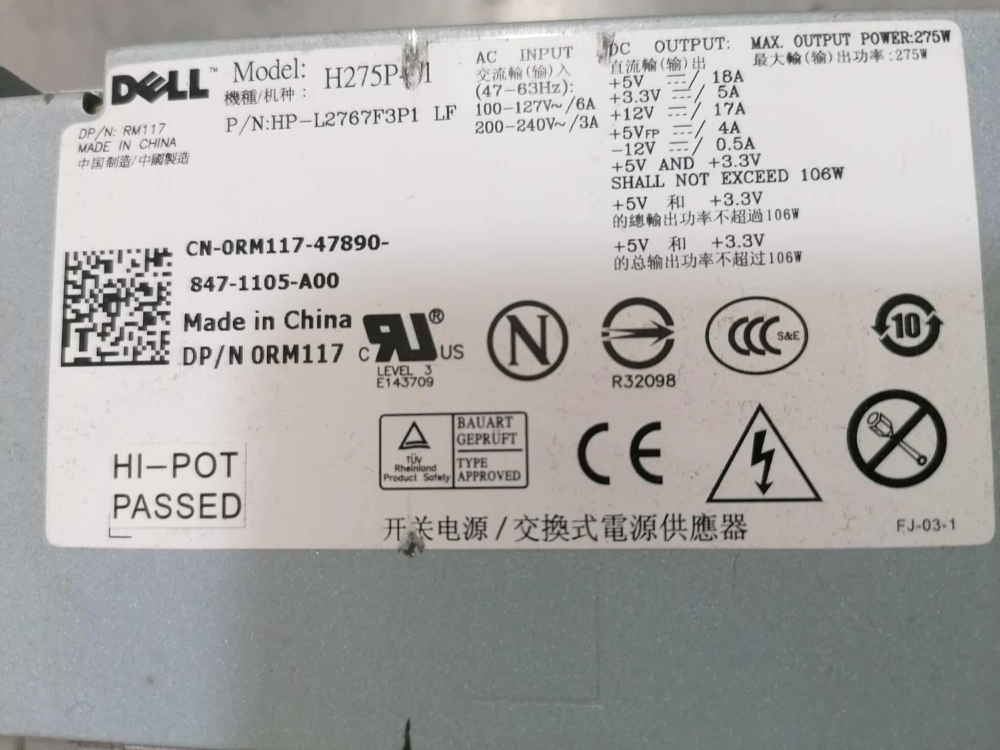 DELL™
Model: H275P-01
機種/机种:
P/N:HP-L2767F3P1 LF
DP/N: RM117
MADE IN CHINA
中国制造/中國製造
AC INPUT
交流輸(输)入
(47-63Hz):
100-127V~/6A
200-240V~/3A
DC OUTPUT:
直流輸(输)出
MAX. OUTPUT POWER:275W
最大輸(输)出功率:275W
+5V ⎓/ 18A
+3.3V ⎓/ 5A
+12V ⎓/ 17A
+5VFP ⎓/ 4A
-12V ⎓/ 0.5A
+5V AND +3.3V
SHALL NOT EXCEED 106W
+5V 和 +3.3V
的總輸出功率不超過106W
+5V 和 +3.3V
的总输出功率不超过106W
CN-0RM117-47890-
847-1105-A00
Made in China
DP/N 0RM117
c RU® US
LEVEL 3
E143709
N
R32098
CCC S&E
10
HI-POT
PASSED
TÜV
Rheinland
Product Safety
BAUART
GEPRÜFT
TYPE
APPROVED
CE
开关电源/交換式電源供應器
FJ-03-1